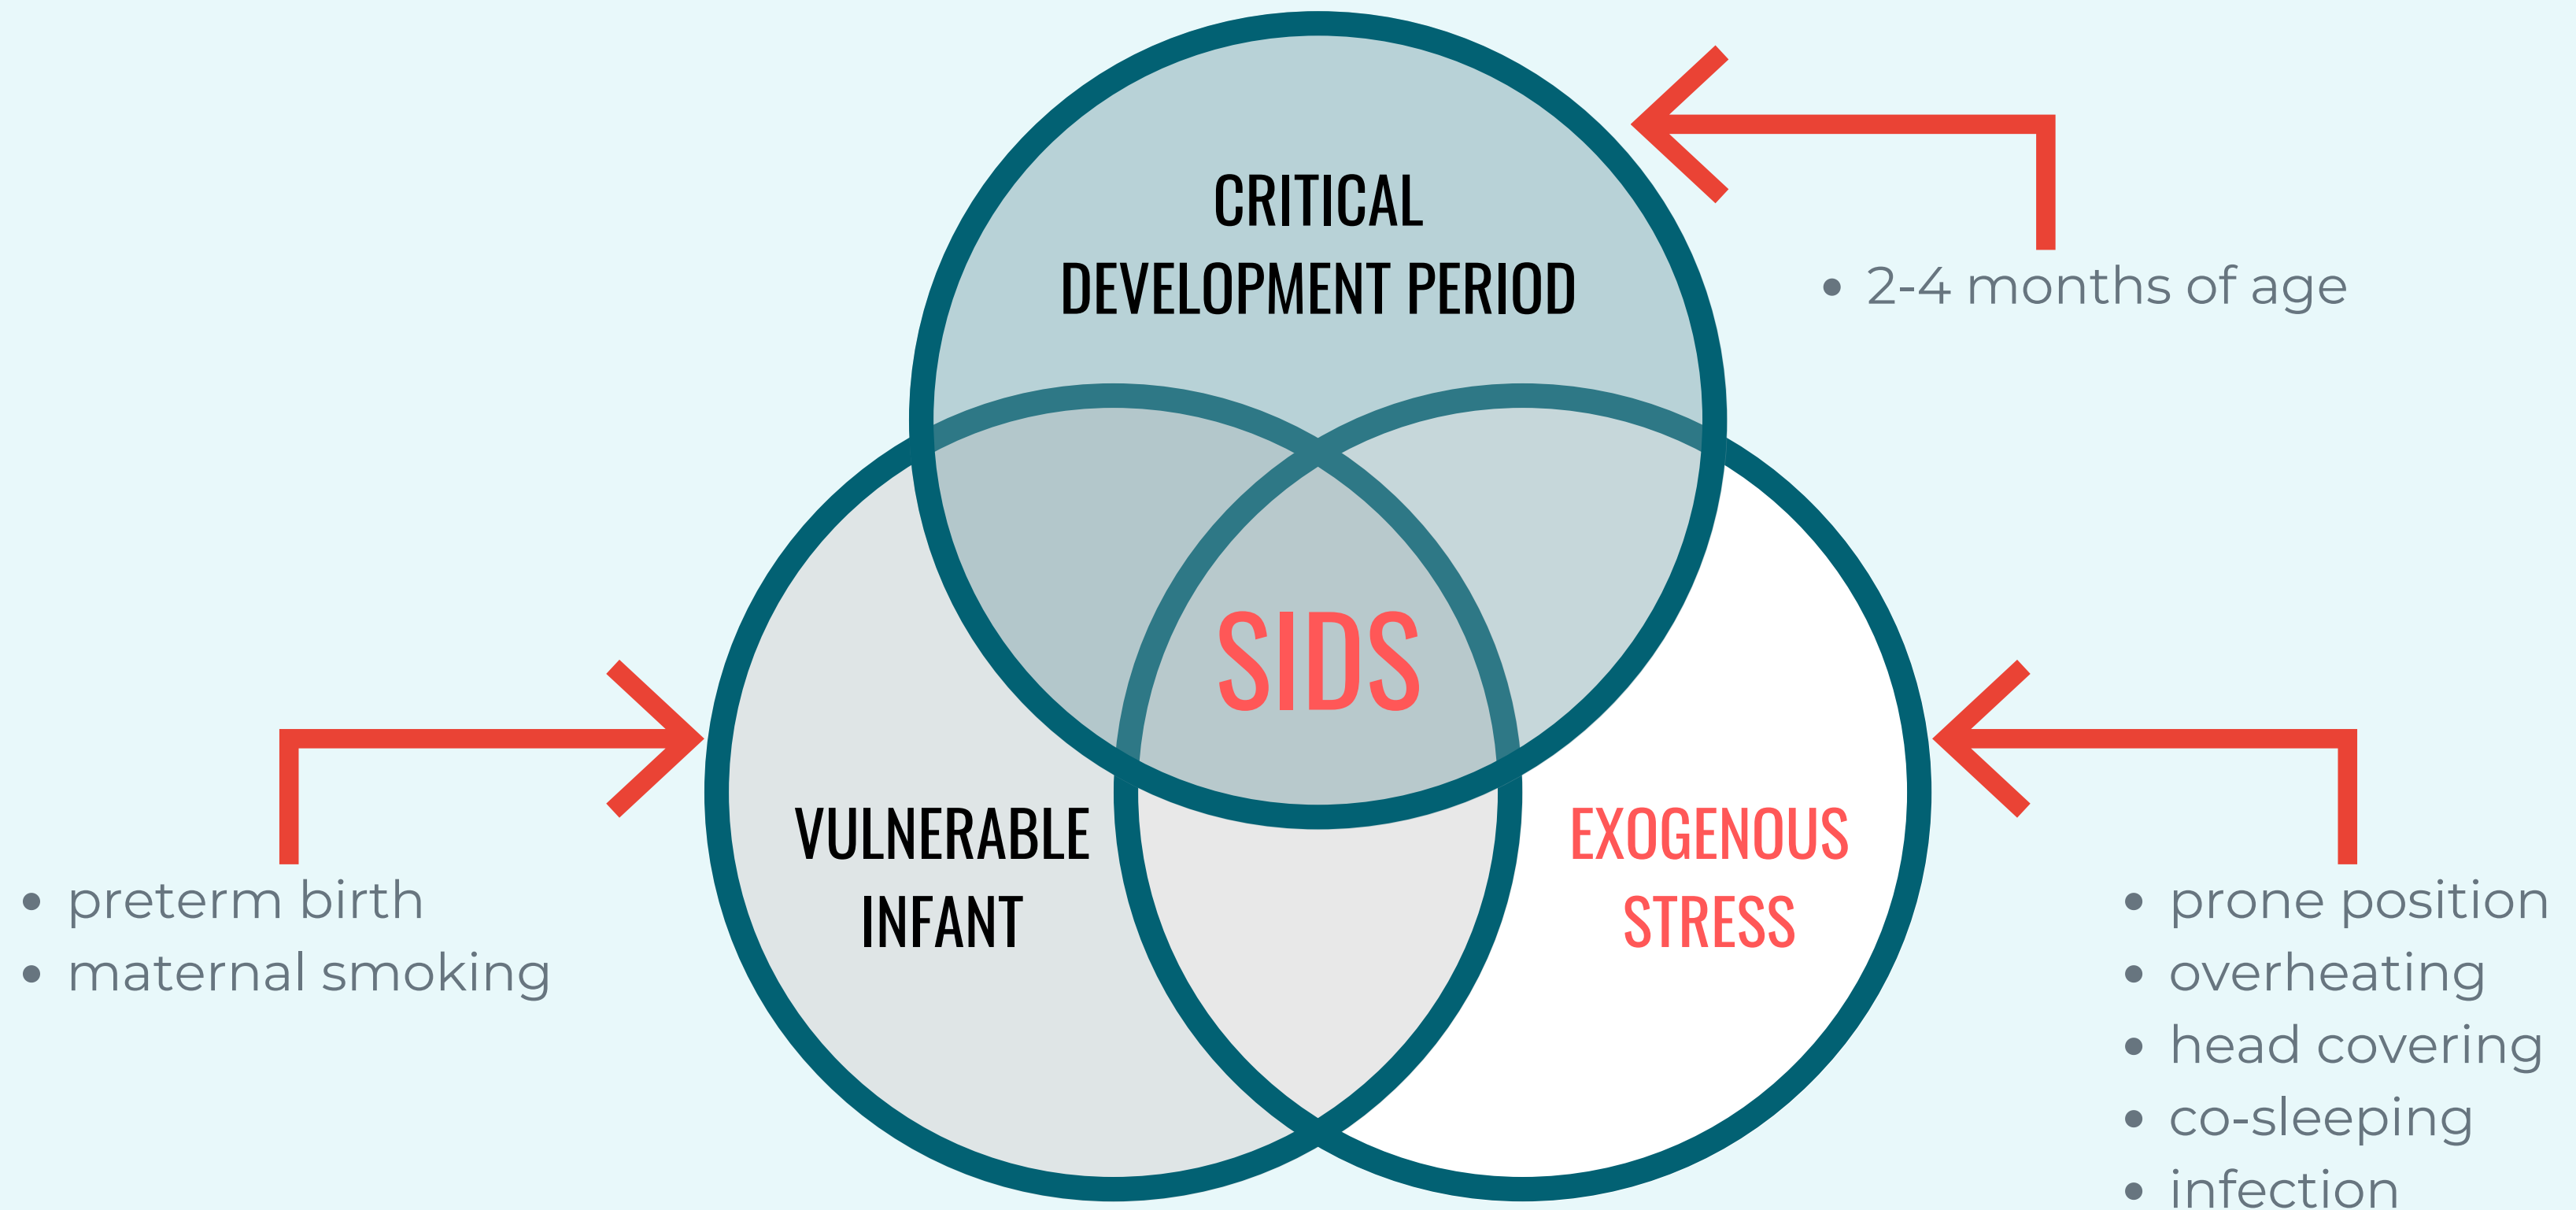 CRITICAL
DEVELOPMENT PERIOD
• 2-4 months of age
SIDS
VULNERABLE
INFANT
EXOGENOUS
STRESS
• preterm birth
• maternal smoking
• prone position
• overheating
• head covering
• co-sleeping
• infection